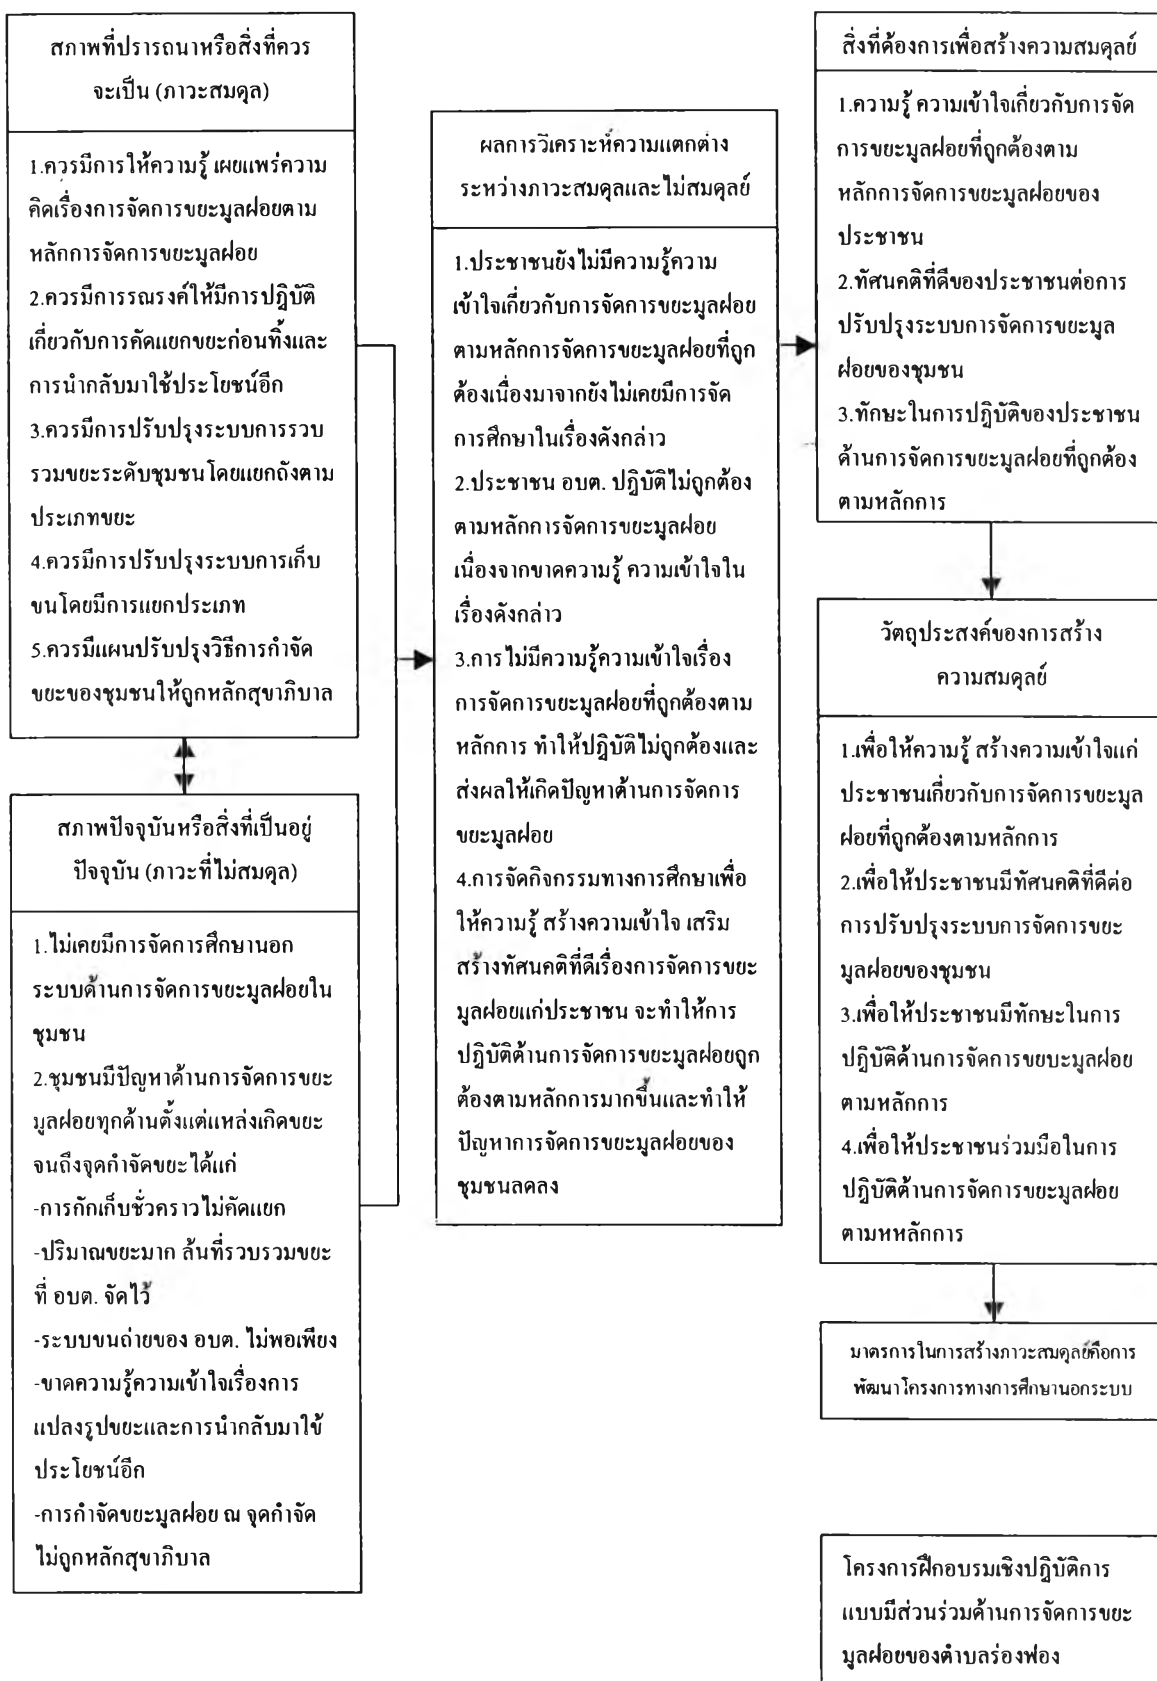 สภาพที่ปรารถนาหรือสิ่งที่ควร
จะเป็น (ภาวะสมดุล)
1.ควรมีการให้ความรู้ เผยแพร่ความ
คิดเรื่องการจัดการขยะมูลฝอยตาม
หลักการจัดการขยะมูลฝอย
2.ควรมีการรณรงค์ให้มีการปฏิบัติ
เกี่ยวกับการคัดแยกขยะก่อนทิ้งและ
การนำกลับมาใช้ประโยชน์อีก
3.ควรมีการปรับปรุงระบบการรวบ
รวมขยะระดับชุมชนโดยแยกถังตาม
ประเภทขยะ
4.ควรมีการปรับปรุงระบบการเก็บ
ขนโดยมีการแยกประเภท
5.ควรมีแผนปรับปรุงวิธีการกำจัด
ขยะของชุมชนให้ถูกหลักสุขาภิบาล
สภาพปัจจุบันหรือสิ่งที่เป็นอยู่
ปัจจุบัน (ภาวะที่ไม่สมดุล)
1.ไม่เคยมีการจัดการศึกษานอก
ระบบด้านการจัดการขยะมูลฝอยใน
ชุมชน
2.ชุมชนมีปัญหาด้านการจัดการขยะ
มูลฝอยทุกด้านตั้งแต่แหล่งเกิดขยะ
จนถึงจุดกำจัดขยะได้แก่
-การกักเก็บชั่วคราวไม่คัดแยก
-ปริมาณขยะมาก ล้นที่รวบรวมขยะ
ที่ อบต. จัดไว้
-ระบบขนถ่ายของ อบต. ไม่พอเพียง
-ขาดความรู้ความเข้าใจเรื่องการ
แปลงรูปขยะและการนำกลับมาใช้
ประโยชน์อีก
-การกำจัดขยะมูลฝอย ณ จุดกำจัด
ไม่ถูกหลักสุขาภิบาล
ผลการวิเคราะห์ความแตกต่าง
ระหว่างภาวะสมดุลและไม่สมดุลย์
1.ประชาชนยังไม่มีความรู้ความ
เข้าใจเกี่ยวกับการจัดการขยะมูลฝอย
ตามหลักการจัดการขยะมูลฝอยที่ถูก
ต้องเนื่องมาจากยังไม่เคยมีการจัด
การศึกษาในเรื่องดังกล่าว
2.ประชาชน อบต. ปฏิบัติไม่ถูกต้อง
ตามหลักการจัดการขยะมูลฝอย
เนื่องจากขาดความรู้ ความเข้าใจใน
เรื่องดังกล่าว
3.การไม่มีความรู้ความเข้าใจเรื่อง
การจัดการขยะมูลฝอยที่ถูกต้องตาม
หลักการ ทำให้ปฏิบัติไม่ถูกต้องและ
ส่งผลให้เกิดปัญหาด้านการจัดการ
ขยะมูลฝอย
4.การจัดกิจกรรมทางการศึกษาเพื่อ
ให้ความรู้ สร้างความเข้าใจ เสริม
สร้างทัศนคติที่ดีเรื่องการจัดการขยะ
มูลฝอยแก่ประชาชน จะทำให้การ
ปฏิบัติด้านการจัดการขยะมูลฝอยถูก
ต้องตามหลักการมากขึ้นและทำให้
ปัญหาการจัดการขยะมูลฝอยของ
ชุมชนลดลง
สิ่งที่ต้องการเพื่อสร้างความสมดุลย์
1.ความรู้ ความเข้าใจเกี่ยวกับการจัด
การขยะมูลฝอยที่ถูกต้องตาม
หลักการจัดการขยะมูลฝอยของ
ประชาชน
2.ทัศนคติที่ดีของประชาชนต่อการ
ปรับปรุงระบบการจัดการขยะมูล
ฝอยของชุมชน
3.ทักษะในการปฏิบัติของประชาชน
ด้านการจัดการขยะมูลฝอยที่ถูกต้อง
ตามหลักการ
วัตถุประสงค์ของการสร้าง
ความสมดุลย์
1.เพื่อให้ความรู้ สร้างความเข้าใจแก่
ประชาชนเกี่ยวกับการจัดการขยะมูล
ฝอยที่ถูกต้องตามหลักการ
2.เพื่อให้ประชาชนมีทัศนคติที่ดีต่อ
การปรับปรุงระบบการจัดการขยะ
มูลฝอยของชุมชน
3.เพื่อให้ประชาชนมีทักษะในการ
ปฏิบัติด้านการจัดการขยบะมูลฝอย
ตามหลักการ
4.เพื่อให้ประชาชนร่วมมือในการ
ปฏิบัติด้านการจัดการขยะมูลฝอย
ตามหหลักการ
มาตรการในการสร้างภาวะสมดุลย์คือการ
พัฒนาโครงการทางการศึกษานอกระบบ
โครงการฝึกอบรมเชิงปฏิบัติการ
แบบมีส่วนร่วมด้านการจัดการขยะ
มูลฝอยของตำบลร่องฟอง